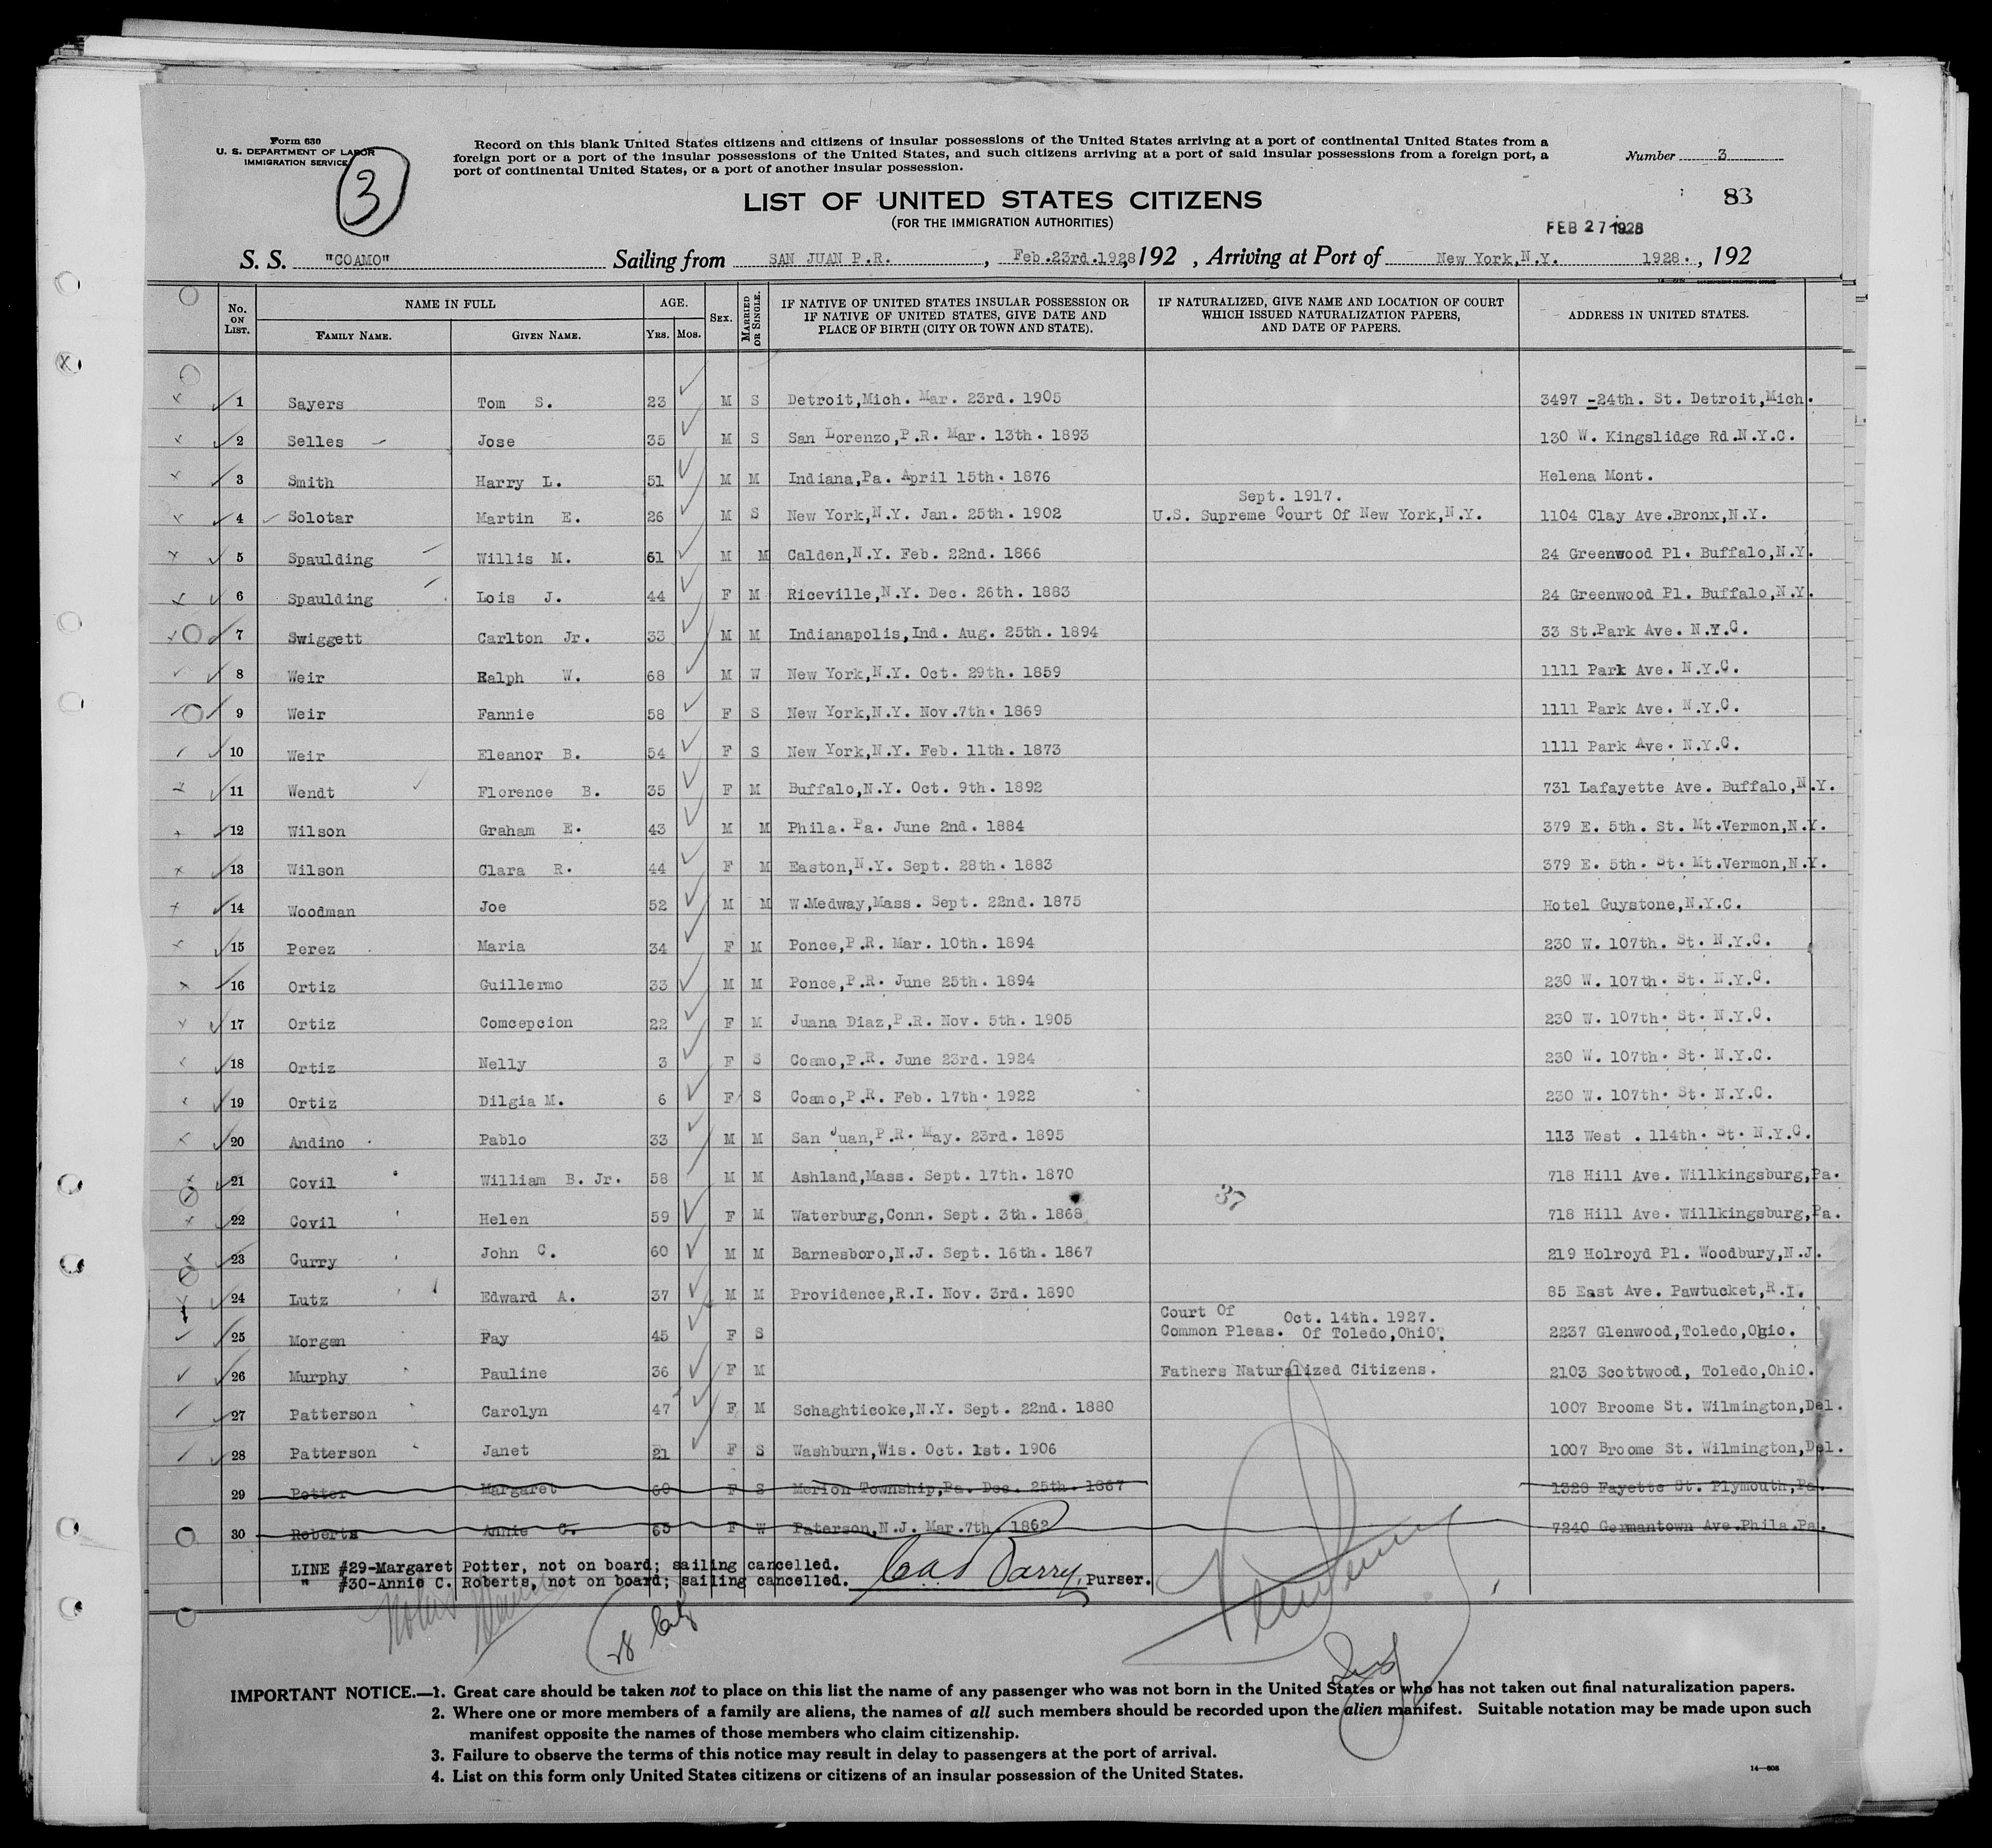 Form 630
U. S. DEPARTMENT OF LABOR
IMMIGRATION SERVICE
3
Record on this blank United States citizens and citizens of insular possessions of the United States arriving at a port of continental United States from a
foreign port or a port of the insular possessions of the United States, and such citizens arriving at a port of said insular possessions from a foreign port, a
port of continental United States, or a port of another insular possession.
Number 3
LIST OF UNITED STATES CITIZENS
83
(FOR THE IMMIGRATION AUTHORITIES)
FEB 27 1928
S. S. "COAMO" Sailing from SAN JUAN P.R. , Feb.23rd.1928, 192 , Arriving at Port of New York,N.Y. 1928. , 192
No. ON LIST. NAME IN FULL FAMILY NAME. GIVEN NAME. AGE. YRS. MOS. SEX. MARRIED OR SINGLE. IF NATIVE OF UNITED STATES INSULAR POSSESSION OR IF NATIVE OF UNITED STATES, GIVE DATE AND PLACE OF BIRTH (CITY OR TOWN AND STATE). IF NATURALIZED, GIVE NAME AND LOCATION OF COURT WHICH ISSUED NATURALIZATION PAPERS, AND DATE OF PAPERS. ADDRESS IN UNITED STATES.
1 Sayers Tom S. 23 M S Detroit,Mich. Mar. 23rd. 1905 3497 -24th. St. Detroit,Mich.
2 Selles Jose 35 M S San Lorenzo,P.R. Mar. 13th. 1893 130 W. Kingslidge Rd.N.Y.C.
3 Smith Harry L. 51 M M Indiana,Pa. April 15th. 1876 Helena Mont.
Sept. 1917.
4 Solotar Martin E. 26 M S New York,N.Y. Jan. 25th. 1902 U.S. Supreme Court Of New York,N.Y. 1104 Clay Ave.Bronx,N.Y.
5 Spaulding Willis M. 61 M M Calden,N.Y. Feb. 22nd. 1866 24 Greenwood Pl. Buffalo,N.Y.
6 Spaulding Lois J. 44 F M Riceville,N.Y. Dec. 26th. 1883 24 Greenwood Pl. Buffalo,N.Y.
7 Swiggett Carlton Jr. 33 M M Indianapolis,Ind. Aug. 25th. 1894 33 St.Park Ave. N.Y.C.
8 Weir Ralph W. 68 M W New York,N.Y. Oct. 29th. 1859 1111 Park Ave. N.Y.C.
9 Weir Fannie 58 F S New York,N.Y. Nov.7th. 1869 1111 Park Ave. N.Y.C.
10 Weir Eleanor B. 54 F S New York,N.Y. Feb. 11th. 1873 1111 Park Ave. N.Y.C.
11 Wendt Florence B. 35 F M Buffalo,N.Y. Oct. 9th. 1892 731 Lafayette Ave. Buffalo,N.Y.
12 Wilson Graham E. 43 M M Phila. Pa. June 2nd. 1884 379 E. 5th. St. Mt.Vermon,N.Y.
13 Wilson Clara R. 44 F M Easton,N.Y. Sept. 28th. 1883 379 E. 5th. St. Mt.Vermon,N.Y.
14 Woodman Joe 52 M M W.Medway,Mass. Sept. 22nd. 1875 Hotel Guystone,N.Y.C.
15 Perez Maria 34 F M Ponce,P.R. Mar. 10th. 1894 230 W. 107th. St. N.Y.C.
16 Ortiz Guillermo 33 M M Ponce,P.R. June 25th. 1894 230 W. 107th. St. N.Y.C.
17 Ortiz Comcepcion 22 F M Juana Diaz,P.R. Nov. 5th. 1905 230 W. 107th. St. N.Y.C.
18 Ortiz Nelly 3 F S Coamo,P.R. June 23rd. 1924 230 W. 107th. St. N.Y.C.
19 Ortiz Dilgia M. 6 F S Coamo,P.R. Feb. 17th. 1922 230 W. 107th. St. N.Y.C.
20 Andino Pablo 33 M M San Juan,P.R. May. 23rd. 1895 113 West . 114th. St. N.Y.C.
21 Covil William B. Jr. 58 M M Ashland,Mass. Sept. 17th. 1870 718 Hill Ave. Willkingsburg,Pa.
37
22 Covil Helen 59 F M Waterburg,Conn. Sept. 3th. 1868 718 Hill Ave. Willkingsburg,Pa.
23 Curry John C. 60 M M Barnesboro,N.J. Sept. 16th. 1867 219 Holroyd Pl. Woodbury,N.J.
24 Lutz Edward A. 37 M M Providence,R.I. Nov. 3rd. 1890 85 East Ave. Pawtucket,R.I.
Court Of Oct. 14th. 1927.
25 Morgan Fay 45 F S Common Pleas. Of Toledo,OhiO. 2237 Glenwood,Toledo,Ohio.
26 Murphy Pauline 36 F M Fathers Naturalized Citizens. 2103 Scottwood, Toledo,OhiO.
27 Patterson Carolyn 47 F M Schaghticoke,N.Y. Sept. 22nd. 1880 1007 Broome St. Wilmington,Del.
28 Patterson Janet 21 F S Washburn,Wis. Oct. 1st. 1906 1007 Broome St. Wilmington,Del.
29 Potter Margaret 60 F S Merion Township,Pa. Dec. 25th. 1867 1328 Fayette St. Plymouth,Pa.
30 Roberts Annie C. 65 F W Paterson,N.J. Mar.7th. 1862 7240 Germantown Ave.Phila.Pa.
LINE #29-Margaret Potter, not on board; sailing cancelled.
" #30-Annie C. Roberts, not on board; sailing cancelled. Chas Barry, Purser.
28
IMPORTANT NOTICE.—1. Great care should be taken not to place on this list the name of any passenger who was not born in the United States or who has not taken out final naturalization papers.
2. Where one or more members of a family are aliens, the names of all such members should be recorded upon the alien manifest. Suitable notation may be made upon such
manifest opposite the names of those members who claim citizenship.
3. Failure to observe the terms of this notice may result in delay to passengers at the port of arrival.
4. List on this form only United States citizens or citizens of an insular possession of the United States.
14—608